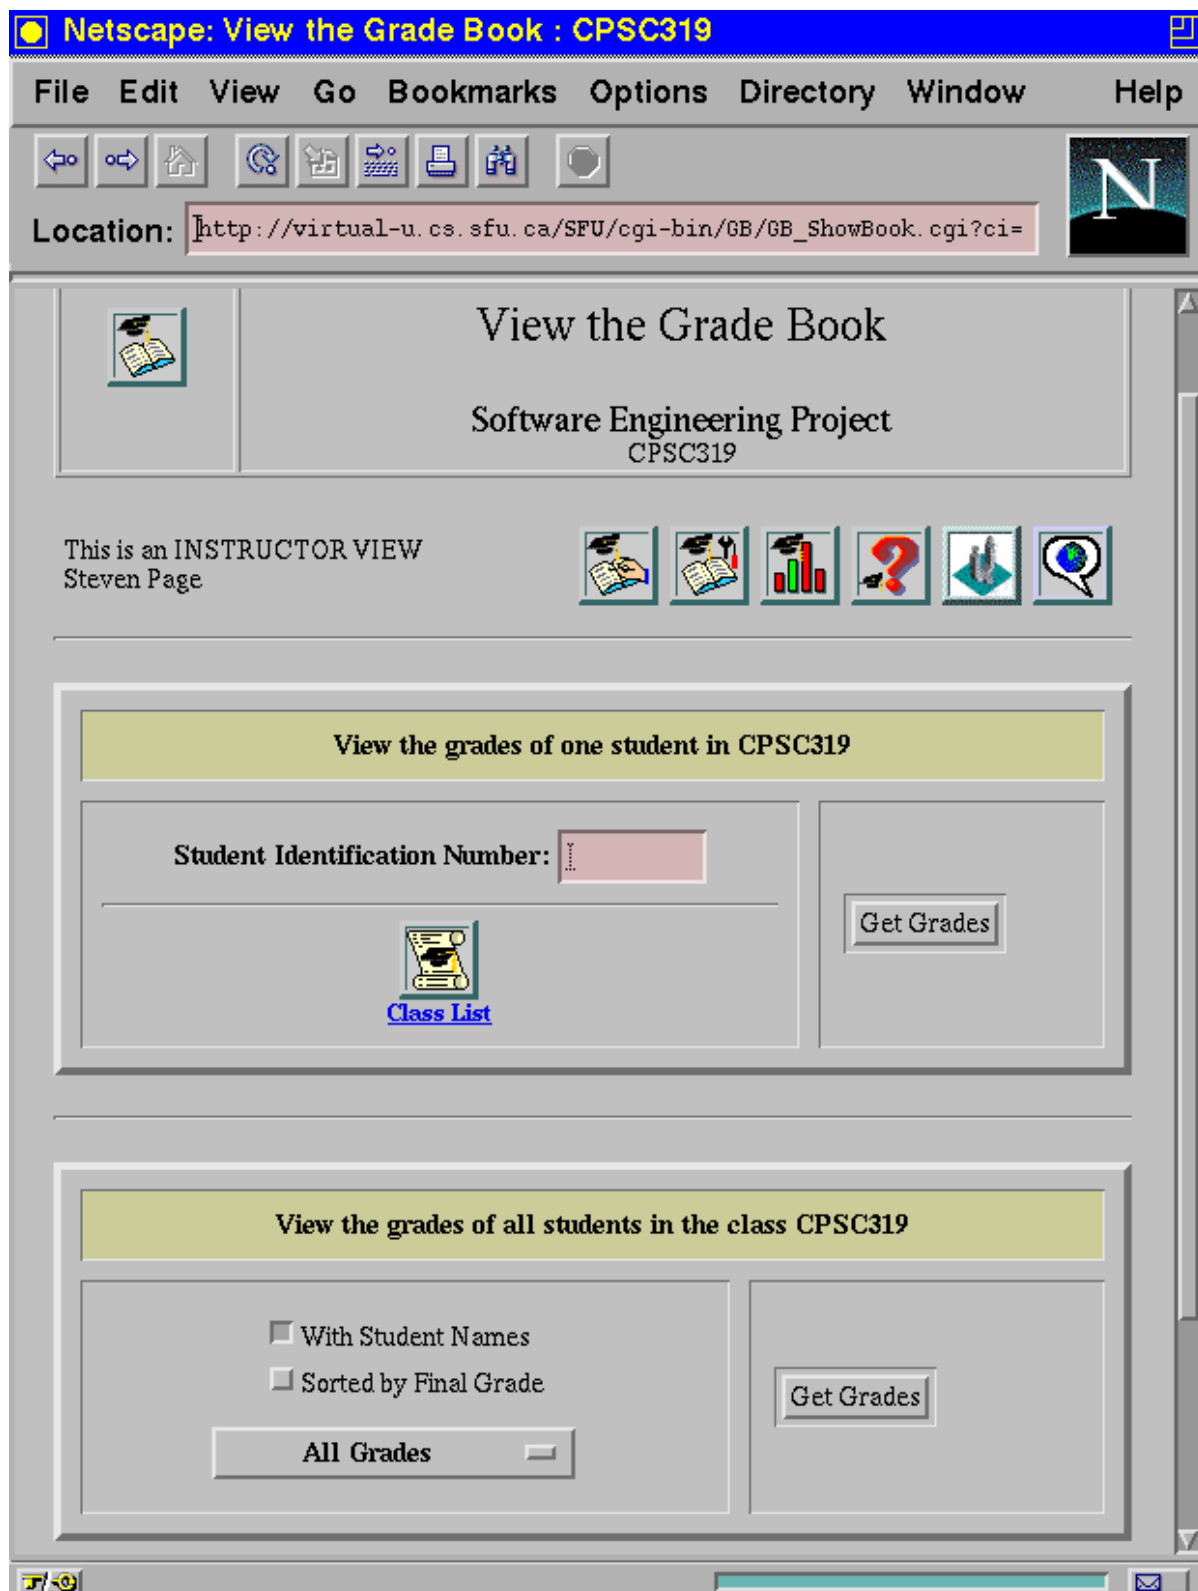 Netscape: View the Grade Book : CPSC319
File Edit View Go Bookmarks Options Directory Window Help
N
Location: http://virtual-u.cs.sfu.ca/SFU/cgi-bin/GB/GB_ShowBook.cgi?ci=
View the Grade Book
Software Engineering Project
CPSC319
This is an INSTRUCTOR VIEW
Steven Page
?
View the grades of one student in CPSC319
Student Identification Number:
Get Grades
Class List
View the grades of all students in the class CPSC319
With Student Names
Sorted by Final Grade
Get Grades
All Grades